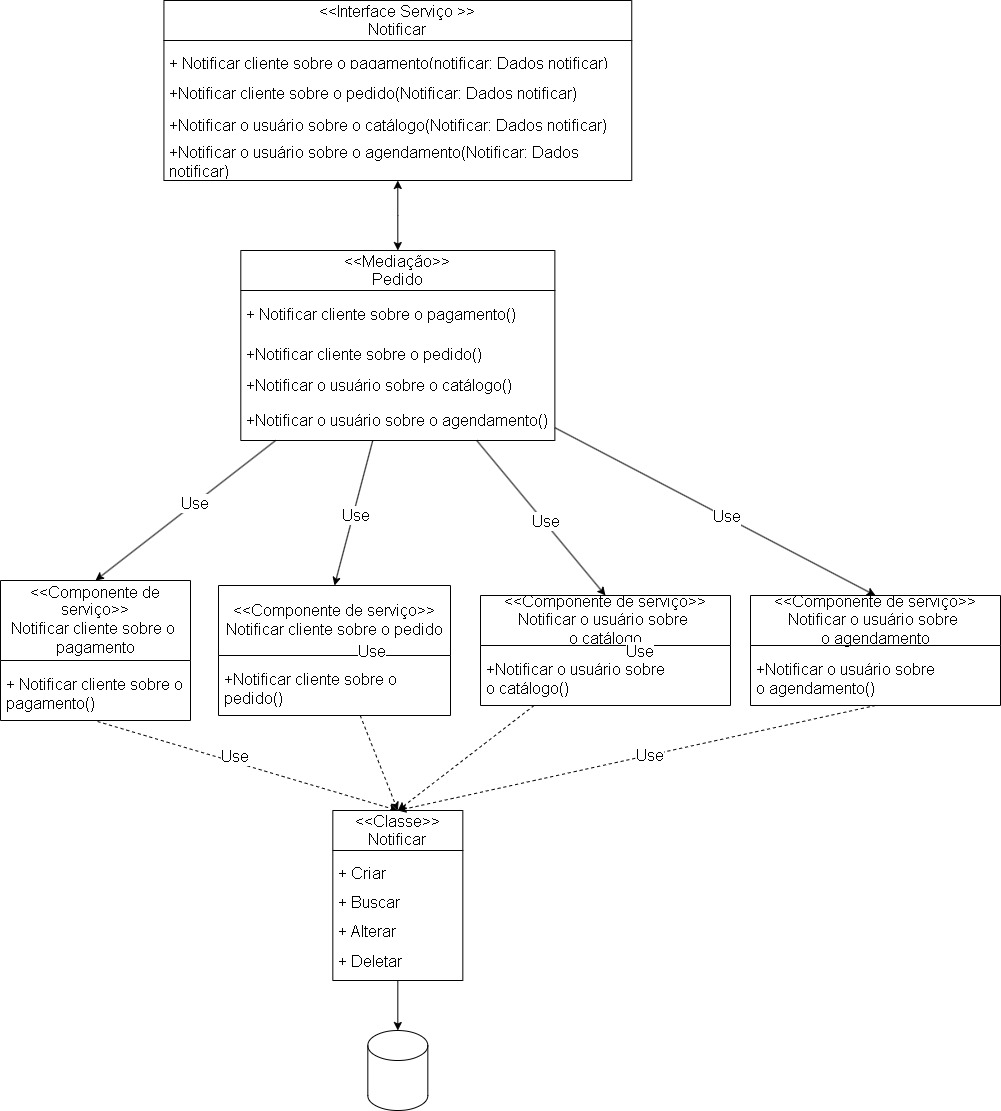 <<Interface Serviço >>
Notificar
+ Notificar cliente sobre o pagamento(notificar: Dados notificar)
+Notificar cliente sobre o pedido(Notificar: Dados notificar)
+Notificar o usuário sobre o catálogo(Notificar: Dados notificar)
+Notificar o usuário sobre o agendamento(Notificar: Dados
notificar)
<<Mediação>>
Pedido
+ Notificar cliente sobre o pagamento()
+Notificar cliente sobre o pedido()
+Notificar o usuário sobre o catálogo()
+Notificar o usuário sobre o agendamento()
Use
Use
Use
Use
<<Componente de
serviço>>
Notificar cliente sobre o
pagamento
+ Notificar cliente sobre o
pagamento()
<<Componente de serviço>>
Notificar cliente sobre o pedido
Use
+Notificar cliente sobre o
pedido()
<<Componente de serviço>>
Notificar o usuário sobre
o catálogo
Use
+Notificar o usuário sobre
o catálogo()
<<Componente de serviço>>
Notificar o usuário sobre
o agendamento
+Notificar o usuário sobre
o agendamento()
Use
Use
<<Classe>>
Notificar
+ Criar
+ Buscar
+ Alterar
+ Deletar